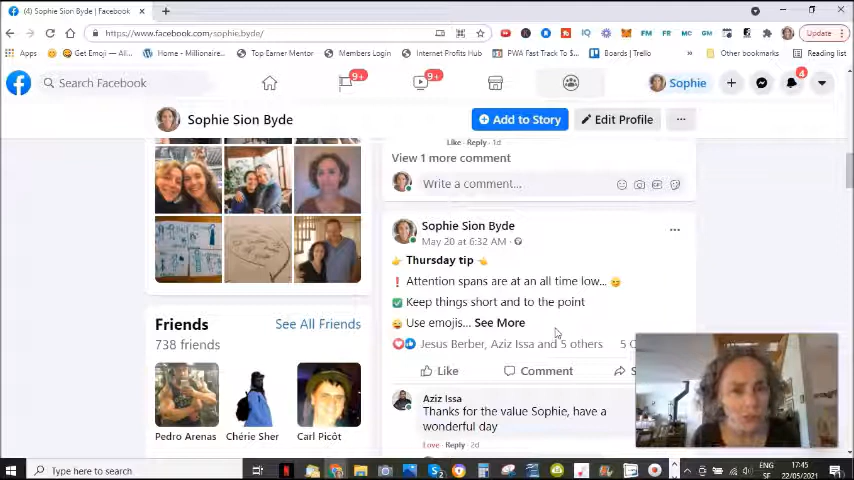 (4) Sophie Sion Byde | Facebook
https://www.facebook.com/sophie.byde/
Update
Apps
Get Emoji — All...
Home - Millionaire...
Top Earner Mentor
Members Login
Internet Profits Hub
PWA Fast Track To $...
Boards | Trello
Other bookmarks
Reading list
Search Facebook
9+
9+
Sophie
4
Sophie Sion Byde
Add to Story
Edit Profile
Like · Reply · 1d
View 1 more comment
Write a comment...
Sophie Sion Byde
May 20 at 6:32 AM
👉 Thursday tip 👈
❗ Attention spans are at an all time low... 😏
✅ Keep things short and to the point
😄 Use emojis... See More
Jesus Berber, Aziz Issa and 5 others
5 C
Like
Comment
S
Aziz Issa
Thanks for the value Sophie, have a
wonderful day
Love · Reply · 2d
Friends
See All Friends
738 friends
Pedro Arenas
Chérie Sher
Carl Picôt
Type here to search
ENG
SF
17:45
22/05/2021